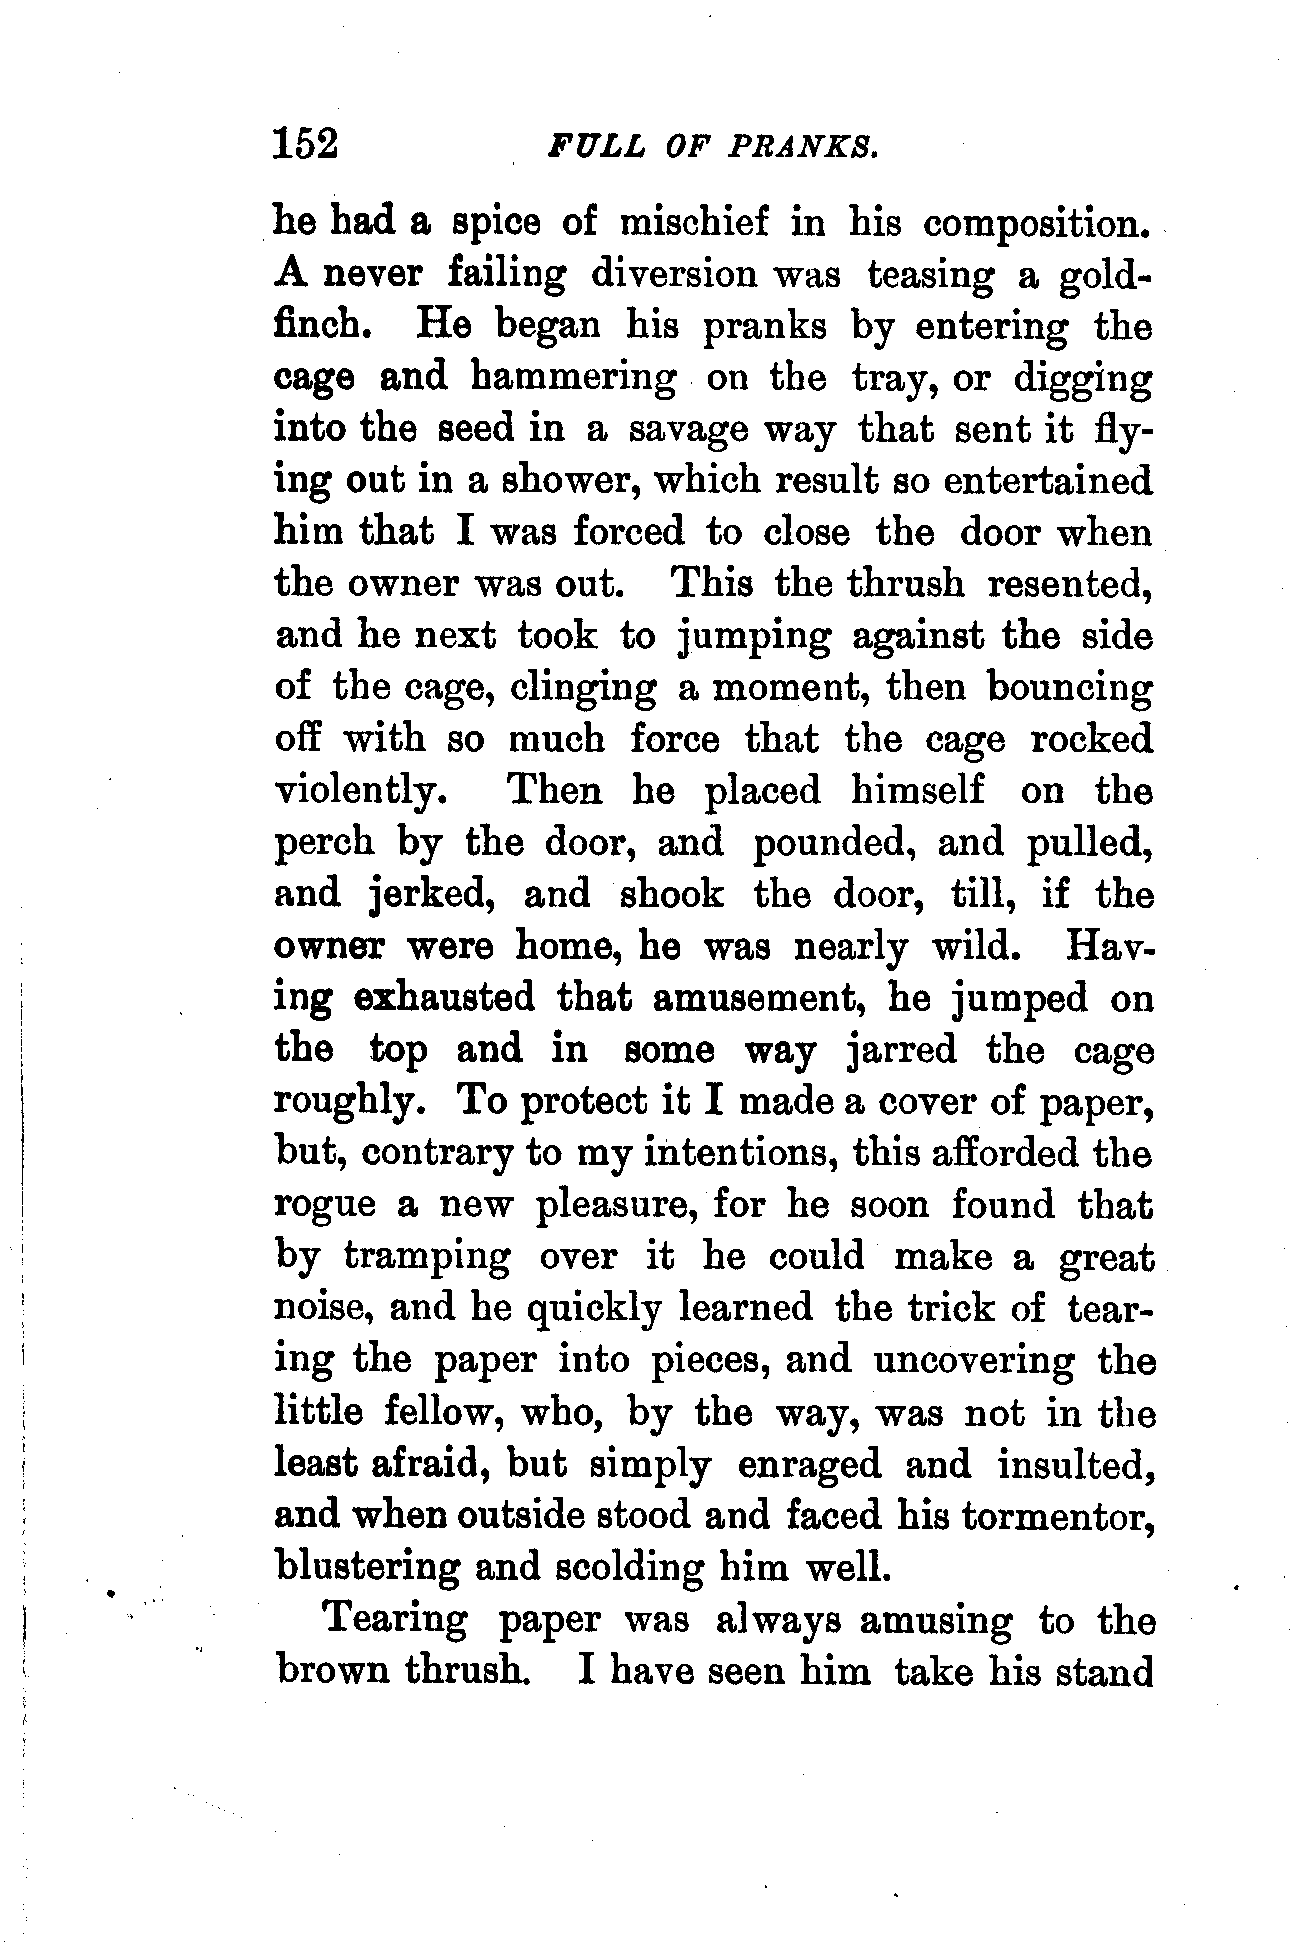 152 FULL OF PRANKS.
he had a spice of mischief in his composition.
A never failing diversion was teasing a gold-
finch. He began his pranks by entering the
cage and hammering on the tray, or digging
into the seed in a savage way that sent it fly-
ing out in a shower, which result so entertained
him that I was forced to close the door when
the owner was out. This the thrush resented,
and he next took to jumping against the side
of the cage, clinging a moment, then bouncing
off with so much force that the cage rocked
violently. Then he placed himself on the
perch by the door, and pounded, and pulled,
and jerked, and shook the door, till, if the
owner were home, he was nearly wild. Hav-
ing exhausted that amusement, he jumped on
the top and in some way jarred the cage
roughly. To protect it I made a cover of paper,
but, contrary to my intentions, this afforded the
rogue a new pleasure, for he soon found that
by tramping over it he could make a great
noise, and he quickly learned the trick of tear-
ing the paper into pieces, and uncovering the
little fellow, who, by the way, was not in the
least afraid, but simply enraged and insulted,
and when outside stood and faced his tormentor,
blustering and scolding him well.
Tearing paper was always amusing to the
brown thrush. I have seen him take his stand